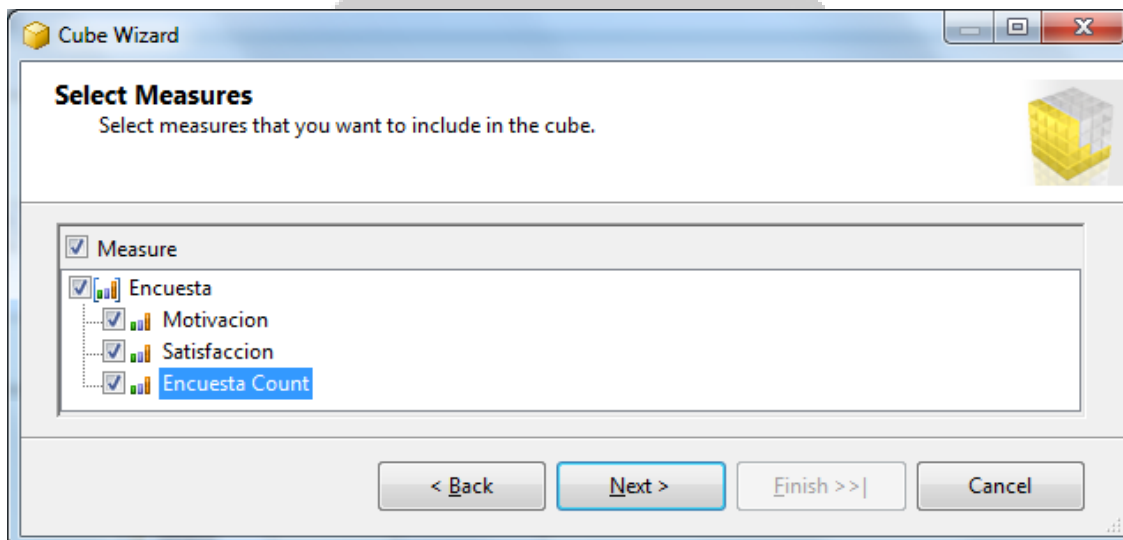 Cube Wizard
Select Measures
Select measures that you want to include in the cube.
Measure
Encuesta
Motivacion
Satisfaccion
Encuesta Count
< Back
Next >
Finish >>|
Cancel